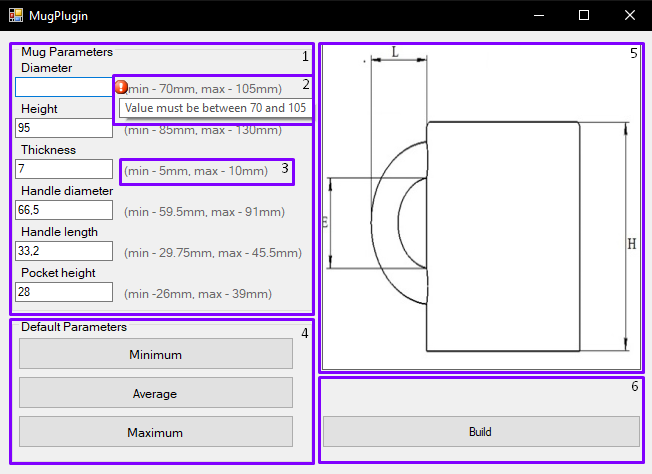 MugPlugin
Mug Parameters
1
Diameter
(min - 70mm, max - 105mm)
2
Value must be between 70 and 105
Height
95
(min - 85mm, max - 130mm)
Thickness
7
(min - 5mm, max - 10mm)
3
Handle diameter
66,5
(min - 59.5mm, max - 91mm)
Handle length
33,2
(min - 29.75mm, max - 45.5mm)
Pocket height
28
(min -26mm, max - 39mm)
Default Parameters
4
Minimum
Average
Maximum
5
L
H
6
Build